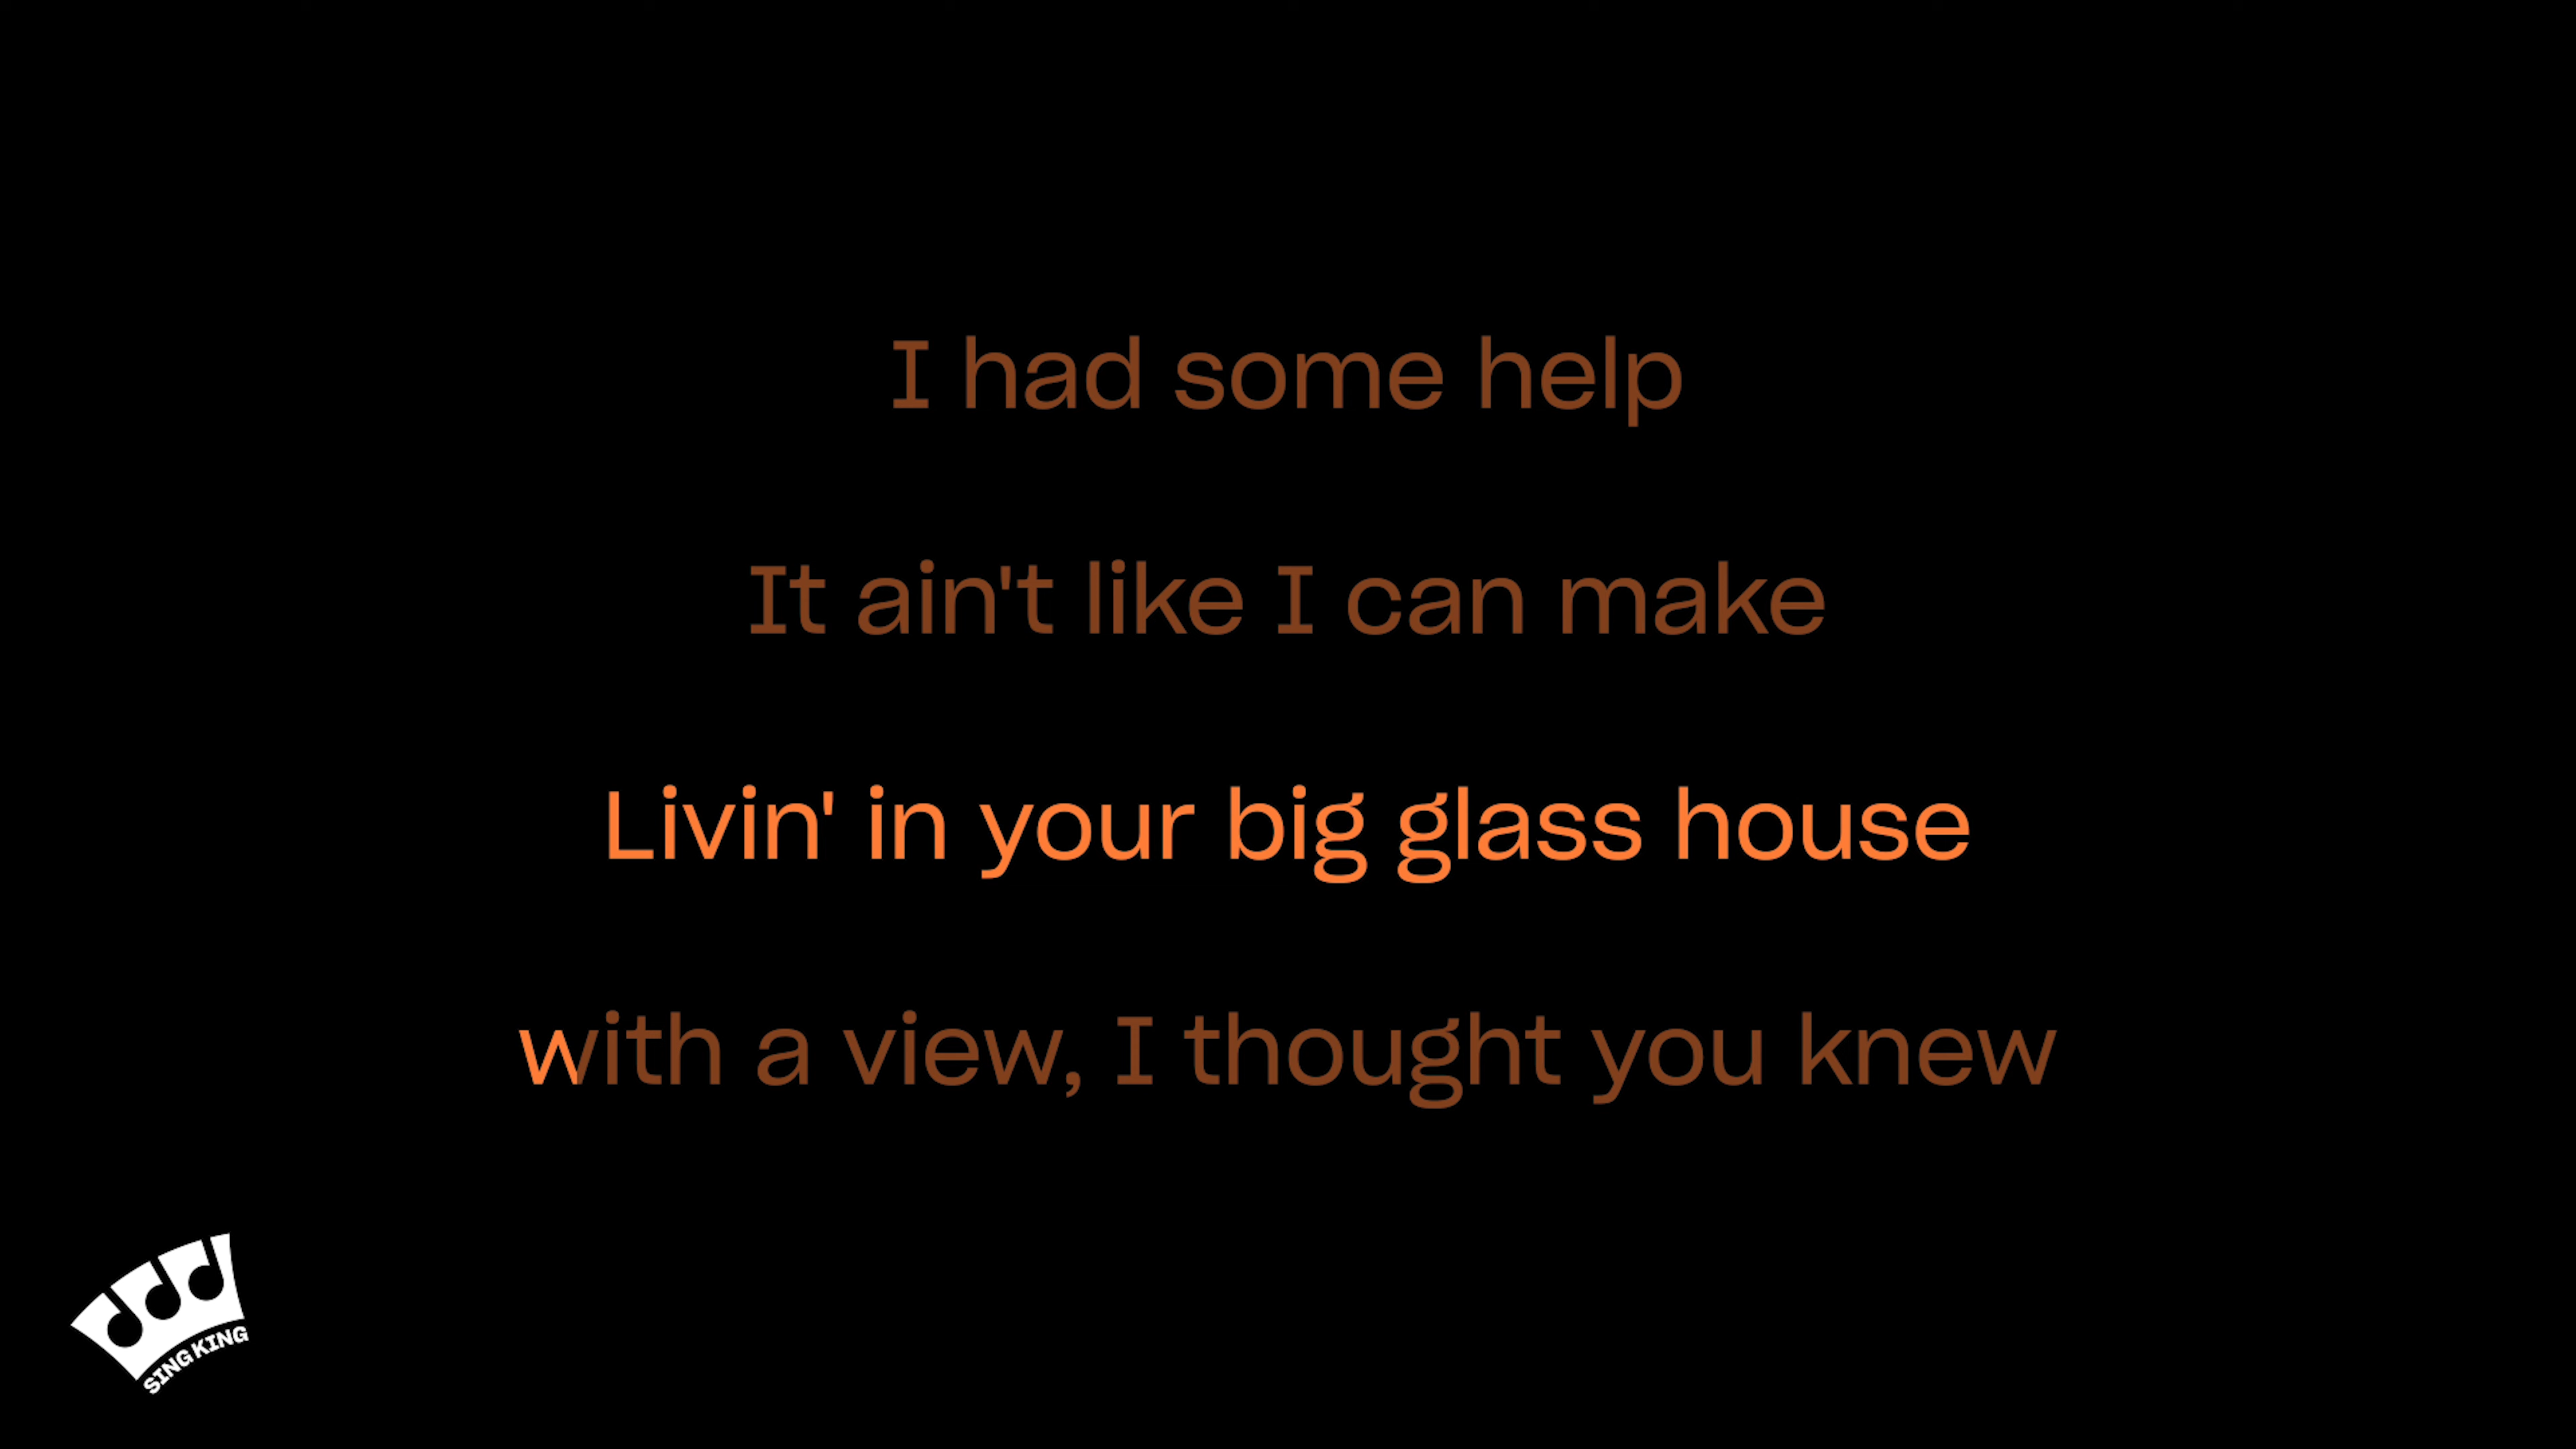 I had some help
It ain't like I can make
Livin' in your big glass house
with a view, I thought you knew
SING KING